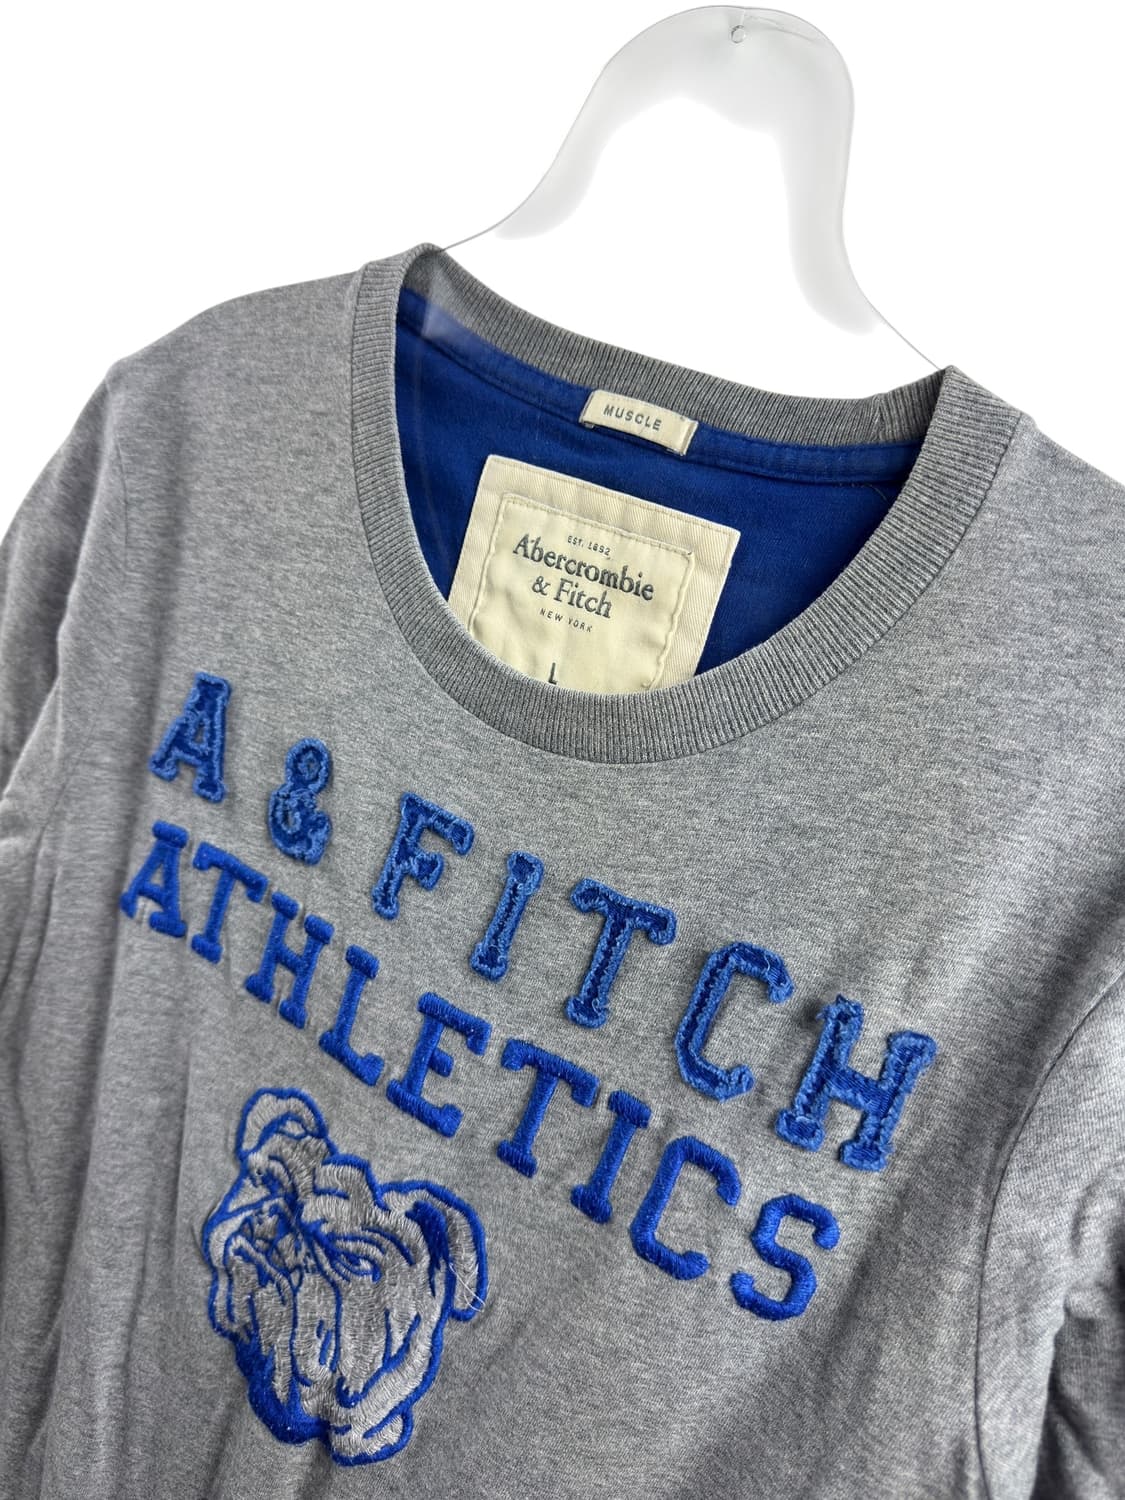 MUSCLE
EST. 1892
Abercrombie
& Fitch
NEW YORK
L
A & FITCH
ATHLETICS